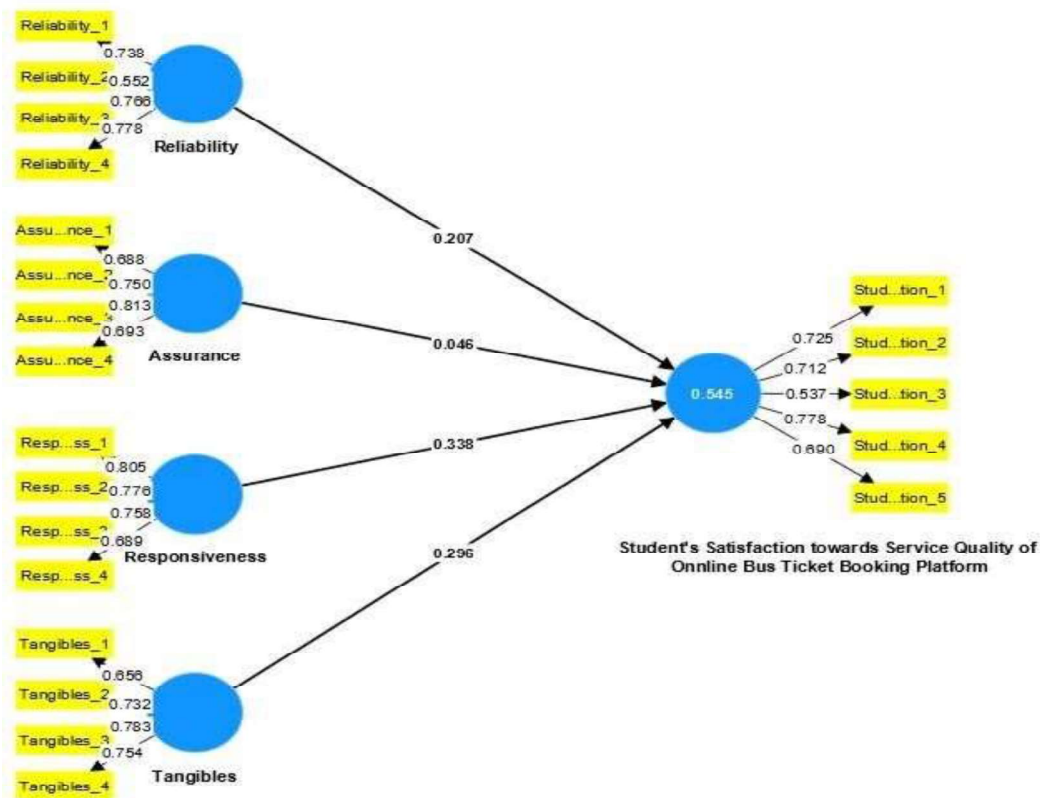 Reliability_1
0.738
Reliability_2
0.552
0.766
Reliability_3
0.778
Reliability_4
Reliability
0.207
Assu...nce_1
0.688
Assu...nce_2
0.750
0.813
Assu...nce_3
0.693
Assu...nce_4
Assurance
0.046
Resp...ss_1
0.805
Resp...ss_2
0.776
0.758
Resp...ss_3
0.689
Resp...ss_4
Responsiveness
0.338
Tangibles_1
0.656
Tangibles_2
0.732
0.783
Tangibles_3
0.754
Tangibles_4
Tangibles
0.296
0.545
Stud...tion_1
0.725
Stud...tion_2
0.712
0.537
Stud...tion_3
0.778
Stud...tion_4
0.690
Stud...tion_5
Student's Satisfaction towards Service Quality of
Onnline Bus Ticket Booking Platform